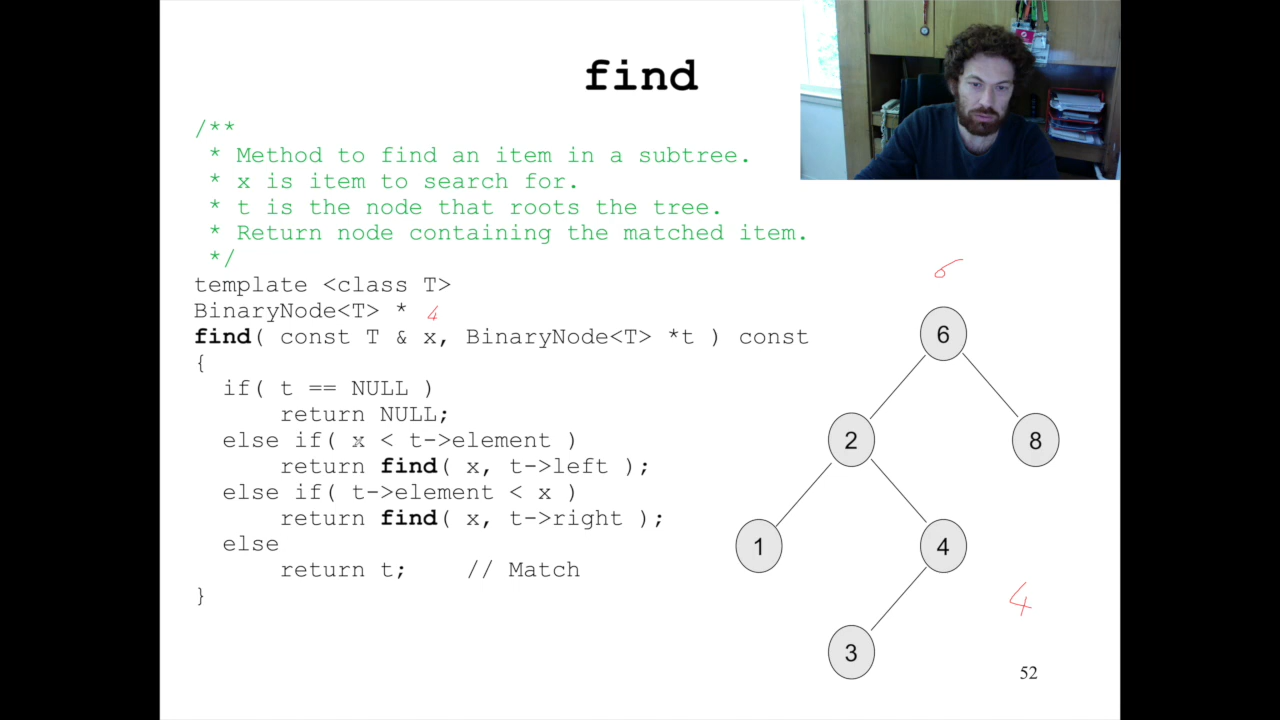 find
/**
* Method to find an item in a subtree.
* x is item to search for.
* t is the node that roots the tree.
* Return node containing the matched item.
*/
template <class T>
BinaryNode<T> *
4
find( const T & x, BinaryNode<T> *t ) const
{
if( t == NULL )
return NULL;
else if( x < t->element )
return find( x, t->left );
else if( t->element < x )
return find( x, t->right );
else
return t; // Match
}
6
2
8
1
4
4
3
52